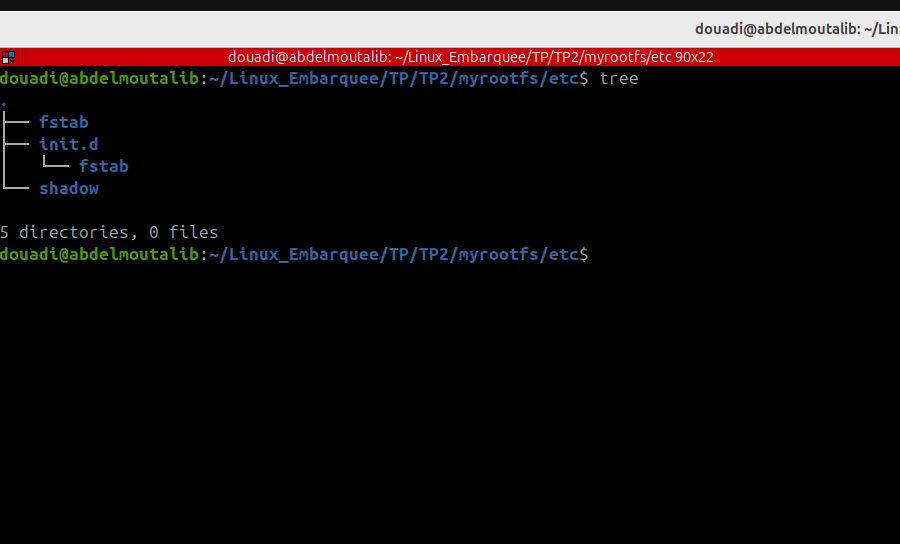 douadi@abdelmoutalib: ~/Lin
douadi@abdelmoutalib: ~/Linux_Embarquee/TP/TP2/myrootfs/etc 90x22
douadi@abdelmoutalib:~/Linux_Embarquee/TP/TP2/myrootfs/etc$ tree
.
├── fstab
├── init.d
│   └── fstab
└── shadow
5 directories, 0 files
douadi@abdelmoutalib:~/Linux_Embarquee/TP/TP2/myrootfs/etc$